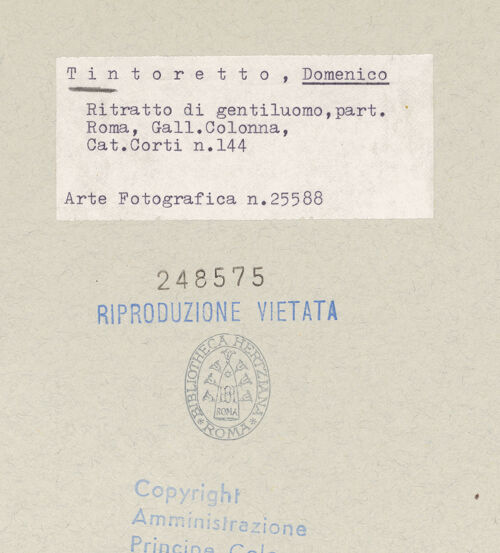 Tintoretto, Domenico
Ritratto di gentiluomo,part.
Roma, Gall.Colonna,
Cat.Corti n.144
Arte Fotografica n.25588
248575
RIPRODUZIONE VIETATA
BIBLIOTHECA HERTZIANA
ROMA
ROMA
Copyright
Amministrazione
Principe